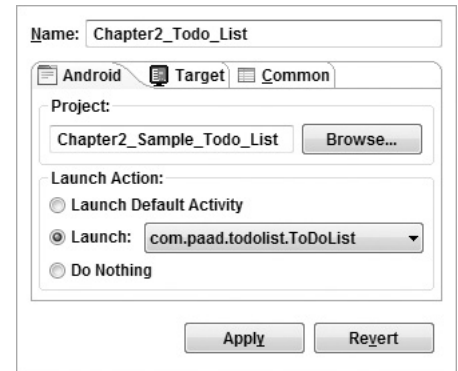 Name: Chapter2_Todo_List
Android Target Common
Project:
Chapter2_Sample_Todo_List Browse...
Launch Action:
Launch Default Activity
Launch: com.paad.todolist.ToDoList
Do Nothing
Apply Revert